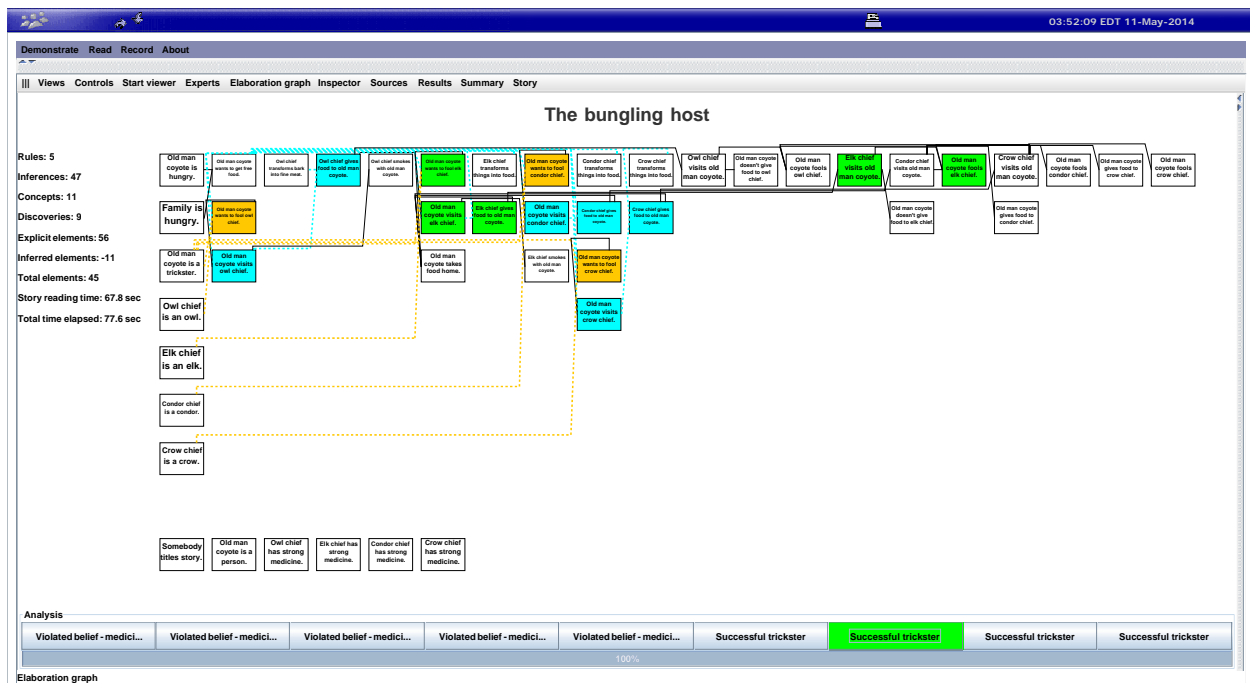 03:52:09 EDT 11-May-2014
Demonstrate Read Record About
||| Views Controls Start viewer Experts Elaboration graph Inspector Sources Results Summary Story
The bungling host
Rules: 5
Inferences: 47
Concepts: 11
Discoveries: 9
Explicit elements: 56
Inferred elements: -11
Total elements: 45
Story reading time: 67.8 sec
Total time elapsed: 77.6 sec
Old man
coyote is
hungry.
Old man coyote
wants to get free
food.
Owl chief
transforms bark
into fine meat.
Owl chief gives
food to old man
coyote.
Owl chief smokes
with old man
coyote.
Old man coyote
wants to fool elk
chief.
Elk chief
transforms
things into food.
Old man coyote
wants to fool
condor chief.
Condor chief
transforms
things into food.
Crow chief
transforms
things into food.
Owl chief
visits old
man coyote.
Old man coyote
doesn't give
food to owl
chief.
Old man
coyote fools
owl chief.
Elk chief
visits old
man coyote.
Condor chief
visits old man
coyote.
Old man
coyote fools
elk chief.
Crow chief
visits old
man coyote.
Old man
coyote fools
condor chief.
Old man coyote
gives food to
crow chief.
Old man
coyote fools
crow chief.
Family is
hungry.
Old man coyote
wants to fool owl
chief.
Old man
coyote visits
elk chief.
Elk chief gives
food to old man
coyote.
Old man
coyote visits
condor chief.
Condor chief gives
food to old man
coyote.
Crow chief gives
food to old man
coyote.
Old man
coyote doesn't
give food to
elk chief.
Old man coyote
gives food to
condor chief.
Old man
coyote is a
trickster.
Old man
coyote visits
owl chief.
Old man
coyote takes
food home.
Elk chief smokes
with old man
coyote.
Old man coyote
wants to fool
crow chief.
Owl chief
is an owl.
Old man
coyote visits
crow chief.
Elk chief
is an elk.
Condor chief
is a condor.
Crow chief
is a crow.
Somebody
titles story.
Old man
coyote is a
person.
Owl chief
has strong
medicine.
Elk chief has
strong
medicine.
Condor chief
has strong
medicine.
Crow chief
has strong
medicine.
Analysis
Violated belief - medici... Violated belief - medici... Violated belief - medici... Violated belief - medici... Violated belief - medici... Successful trickster Successful trickster Successful trickster Successful trickster
100%
Elaboration graph